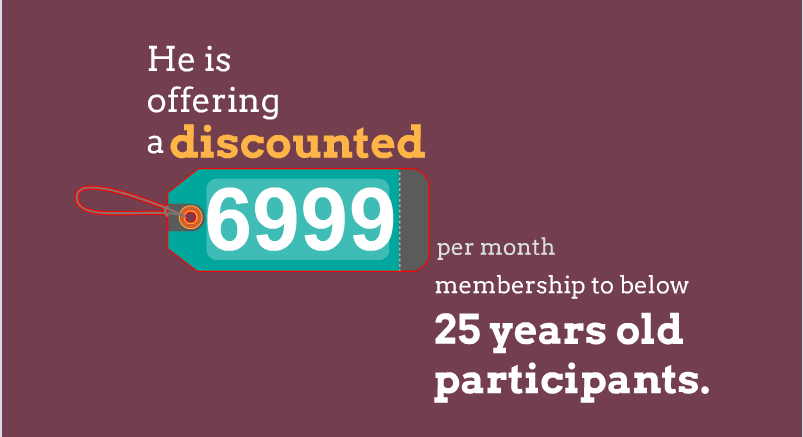 He is
offering
a discounted
6999
per month
membership to below
25 years old
participants.